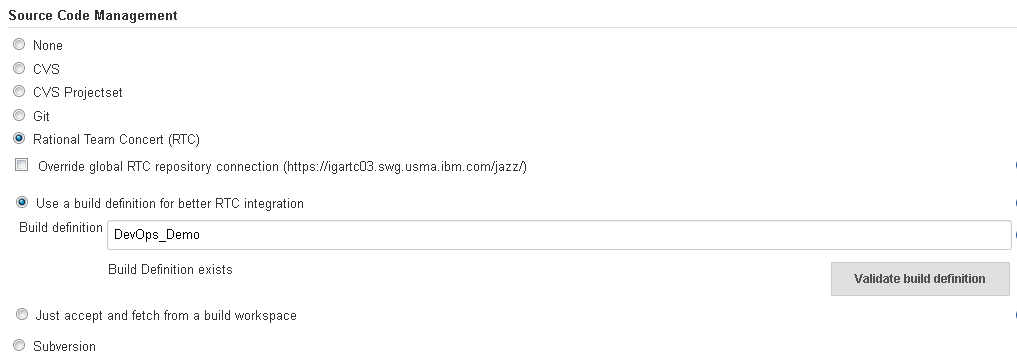 Source Code Management
None
CVS
CVS Projectset
Git
Rational Team Concert (RTC)
Override global RTC repository connection (https://igartc03.swg.usma.ibm.com/jazz/)
Use a build definition for better RTC integration
Build definition DevOps_Demo
Build Definition exists Validate build definition
Just accept and fetch from a build workspace
Subversion